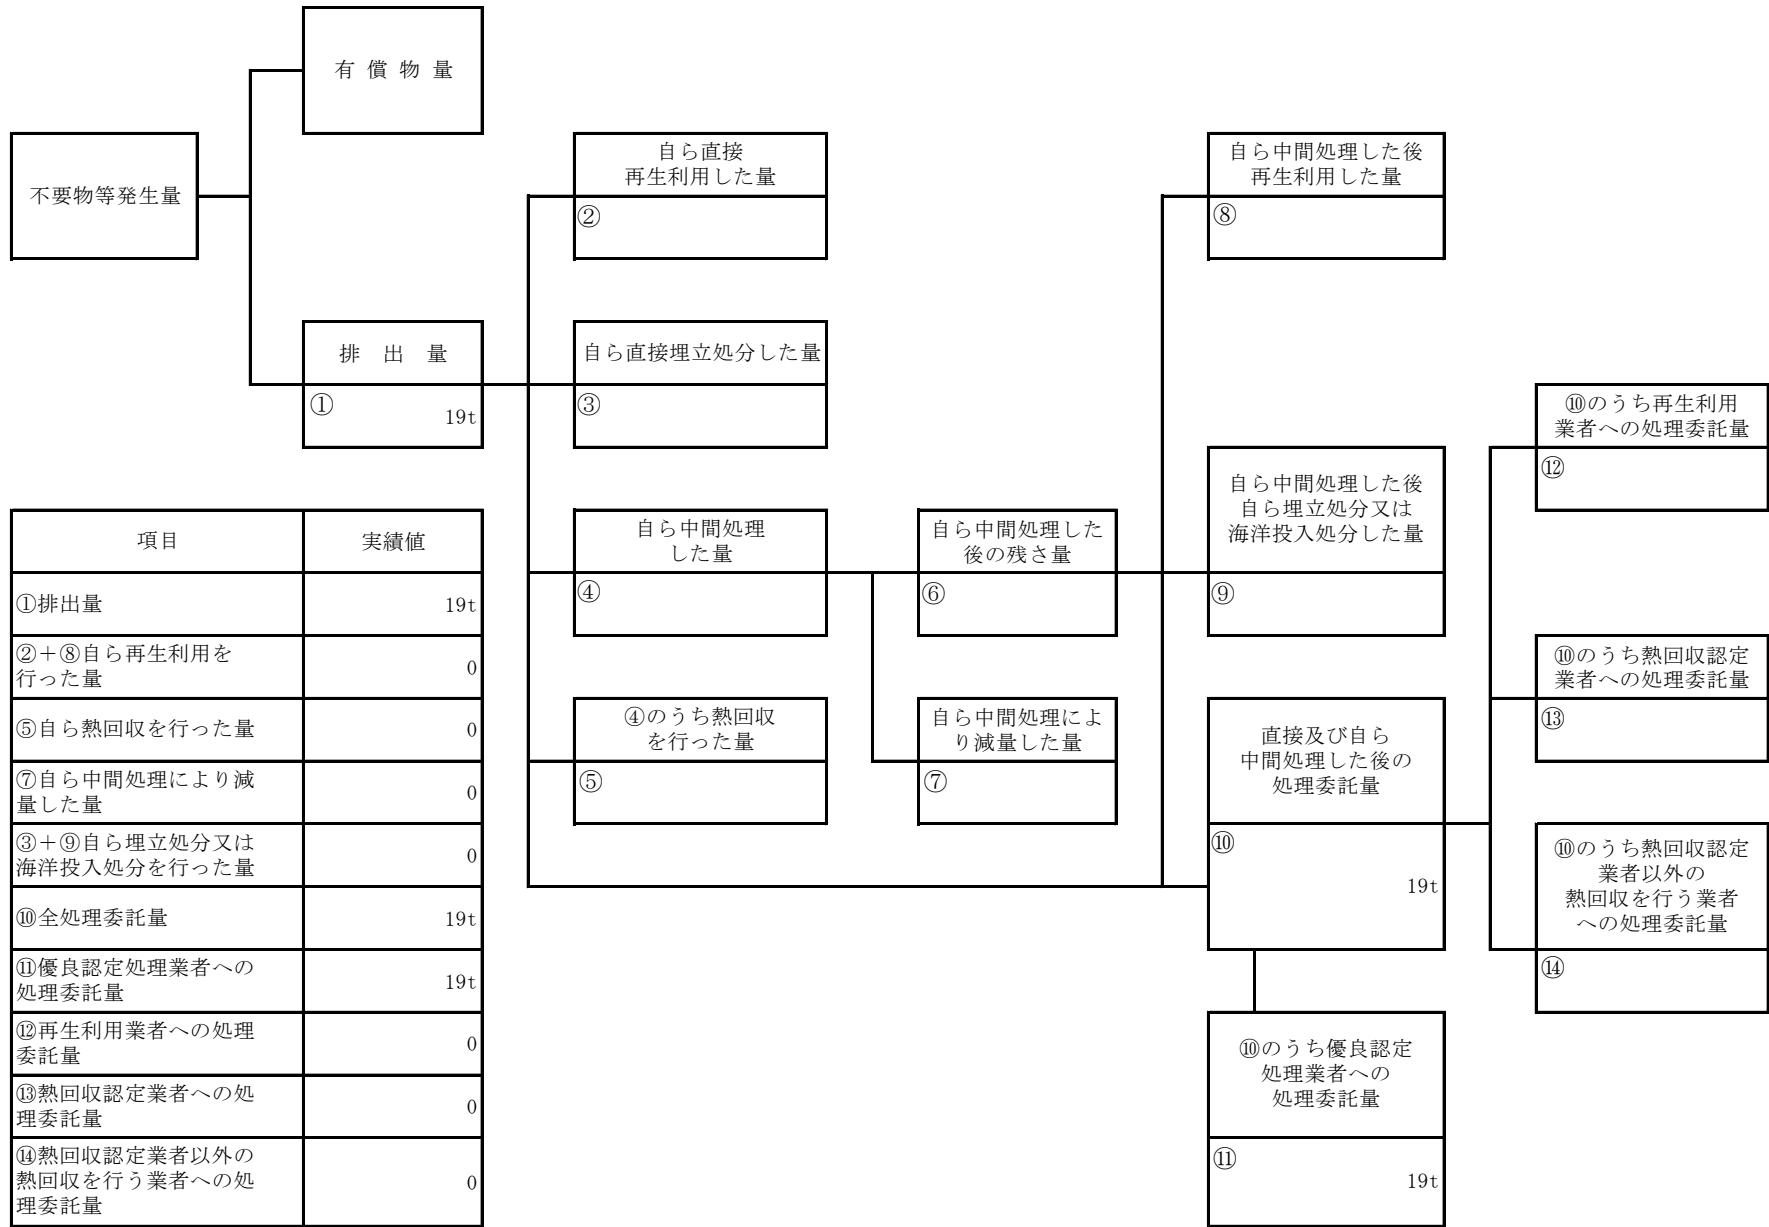 有償物量
不要物等発生量
自ら直接
再生利用した量
②
自ら中間処理した後
再生利用した量
⑧
排出量
①
19t
自ら直接埋立処分した量
③
⑩のうち再生利用
業者への処理委託量
⑫
自ら中間処理した後
自ら埋立処分又は
海洋投入処分した量
⑨
自ら中間処理
した量
④
自ら中間処理した
後の残さ量
⑥
⑩のうち熱回収認定
業者への処理委託量
⑬
④のうち熱回収
を行った量
⑤
自ら中間処理によ
り減量した量
⑦
直接及び自ら
中間処理した後の
処理委託量
⑩
19t
⑩のうち熱回収認定
業者以外の
熱回収を行う業者
への処理委託量
⑭
⑩のうち優良認定
処理業者への
処理委託量
⑪
19t
項目 実績値
①排出量 19t
②+⑧自ら再生利用を
行った量 0
⑤自ら熱回収を行った量 0
⑦自ら中間処理により減
量した量 0
③+⑨自ら埋立処分又は
海洋投入処分を行った量 0
⑩全処理委託量 19t
⑪優良認定処理業者への
処理委託量 19t
⑫再生利用業者への処理
委託量 0
⑬熱回収認定業者への処
理委託量 0
⑭熱回収認定業者以外の
熱回収を行う業者への処
理委託量 0